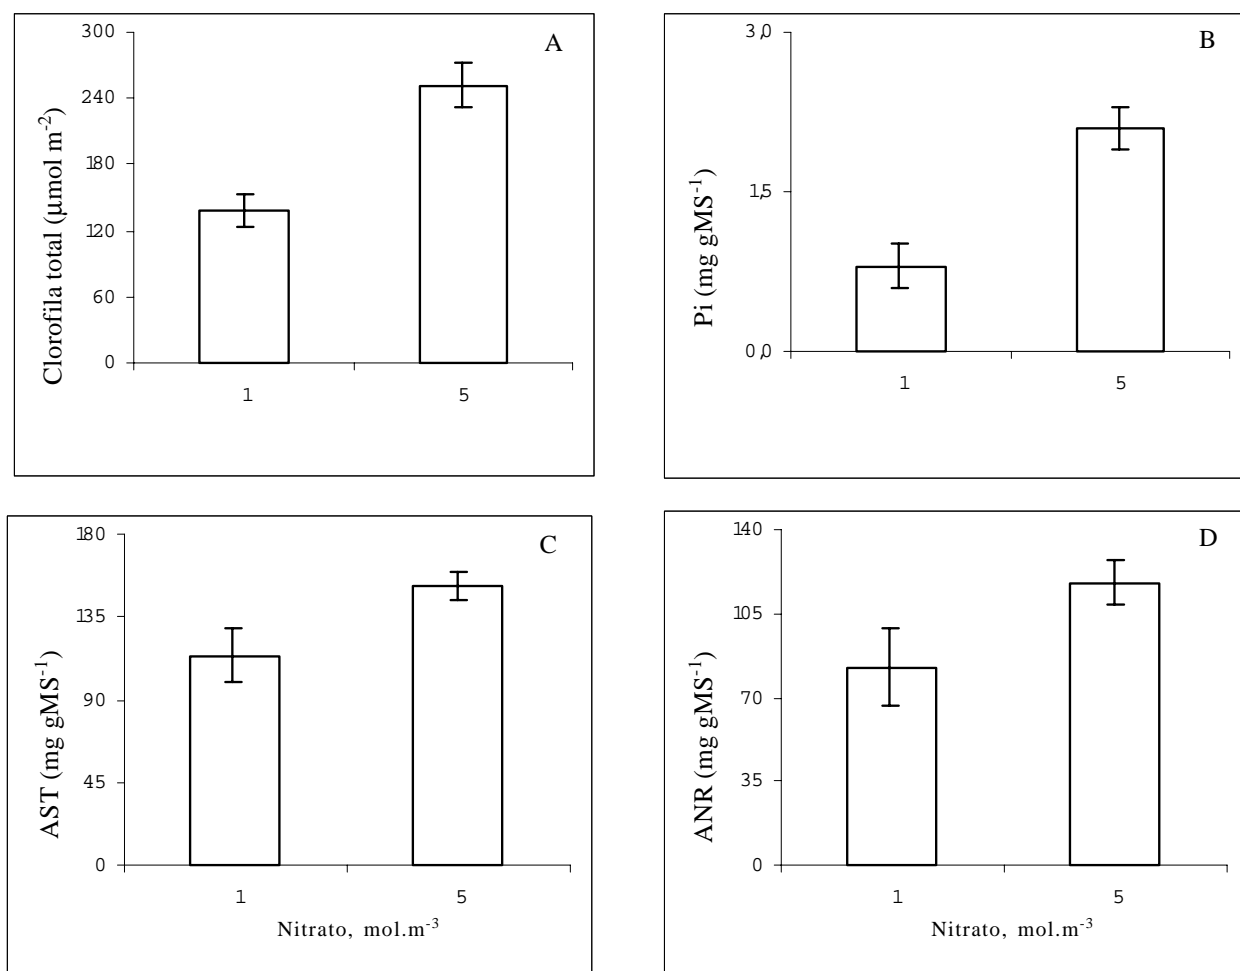 A
Clorofila total (µmol m-2)
300
240
180
120
60
0
1 5
B
Pi (mg gMS-1)
3,0
1,5
0,0
1 5
C
AST (mg gMS-1)
180
135
90
45
0
1 5
Nitrato, mol.m-3
D
ANR (mg gMS-1)
140
105
70
35
0
1 5
Nitrato, mol.m-3